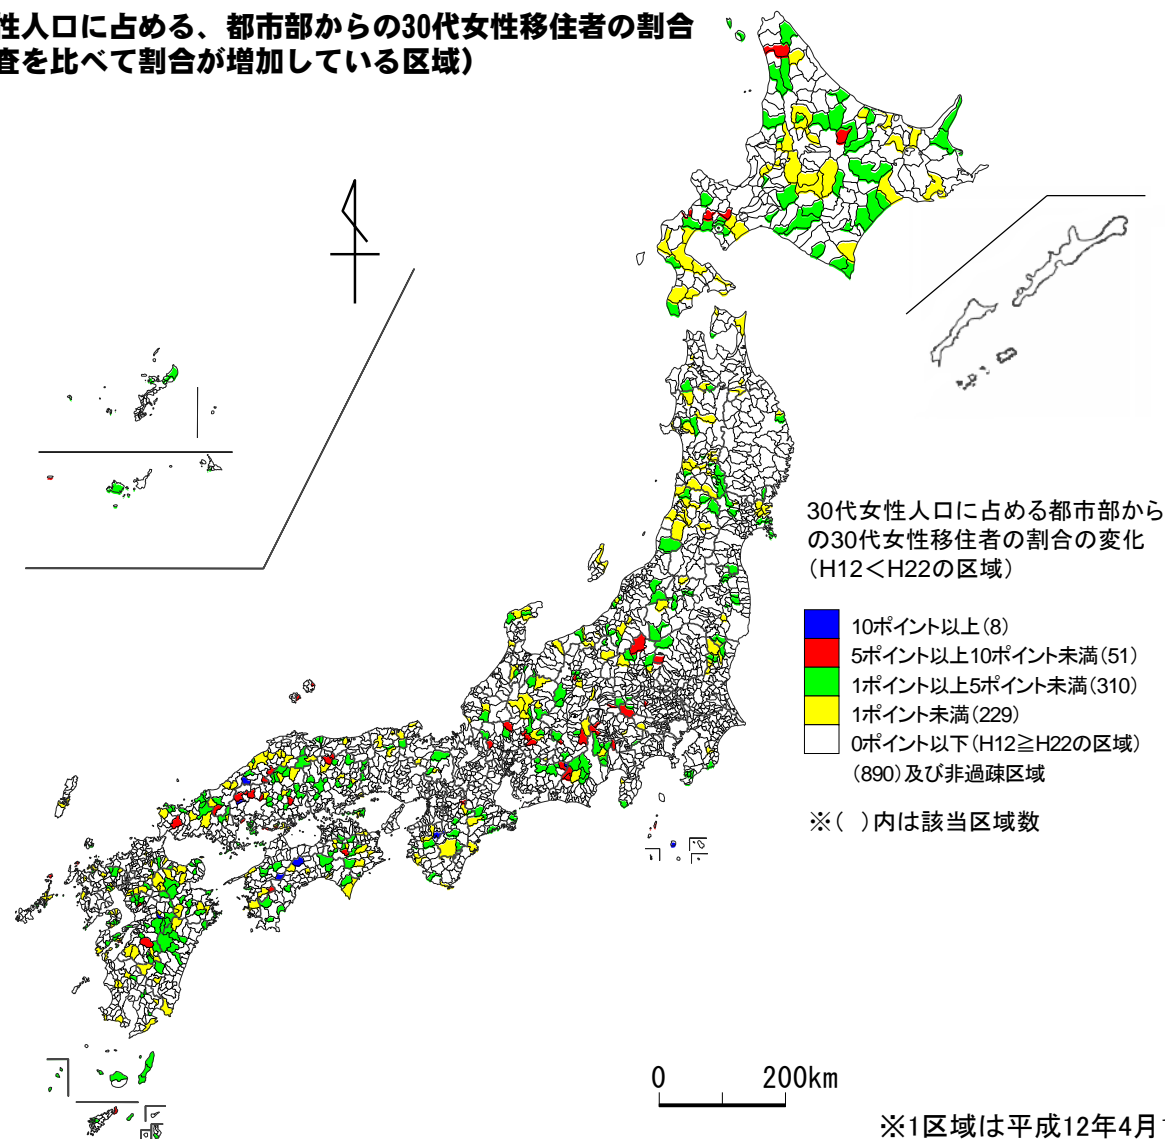 性人口に占める、都市部からの30代女性移住者の割合
査を比べて割合が増加している区域)
30代女性人口に占める都市部から
の30代女性移住者の割合の変化
(H12<H22の区域)
10ポイント以上(8)
5ポイント以上10ポイント未満(51)
1ポイント以上5ポイント未満(310)
1ポイント未満(229)
0ポイント以下(H12≧H22の区域)
(890)及び非過疎区域
※( )内は該当区域数
0 200km
※1区域は平成12年4月